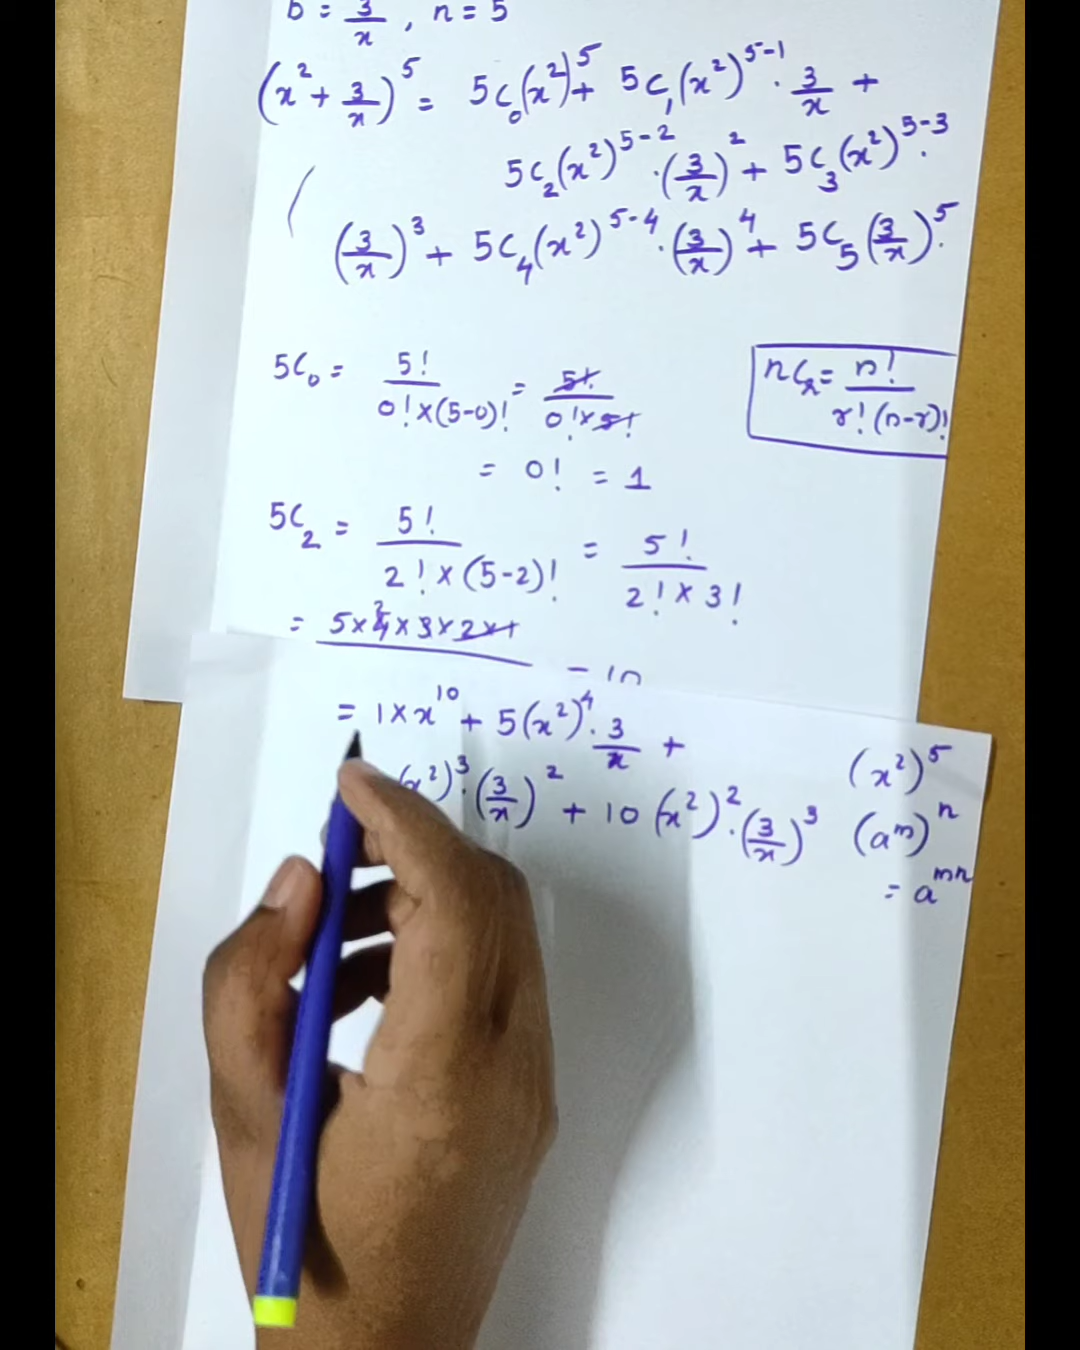 b = 3/x , n = 5
(x² + 3/x)⁵ = 5C₀(x²)⁵ + 5C₁(x²)⁵⁻¹ · 3/x +
5C₂(x²)⁵⁻² · (3/x)² + 5C₃(x²)⁵⁻³ ·
(3/x)³ + 5C₄(x²)⁵⁻⁴ · (3/x)⁴ + 5C₅(3/x)⁵.
5C₀ = 5!/(0!×(5-0)!) = 5!/(0!×5!)
= 0! = 1
nCr = n!/(r!(n-r)!)
5C₂ = 5!/(2!×(5-2)!) = 5!/(2!×3!)
= 5×4×3×2×1 = 10
= 1×x¹⁰ + 5(x²)⁴ · 3/x +
(x²)³ · (3/x)² + 10(x²)² · (3/x)³
(x²)⁵
(aᵐ)ⁿ
= aᵐⁿ